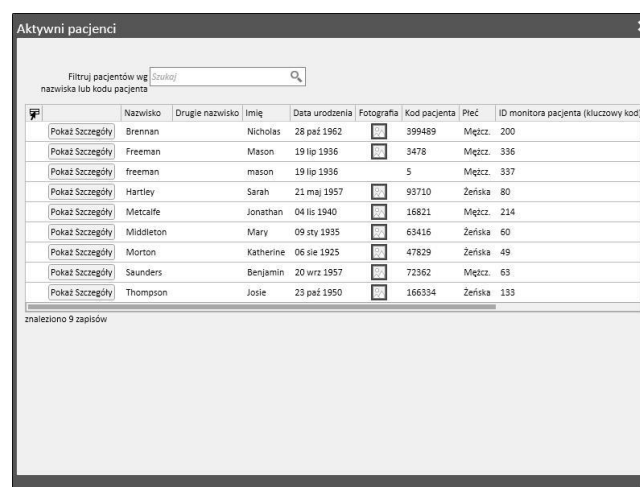 Aktywni pacjenci
Filtruj pacjentów wg Szukaj
nazwiska lub kodu pacjenta
Nazwisko Drugie nazwisko Imię Data urodzenia Fotografia Kod pacjenta Płeć ID monitora pacjenta (kluczowy kod)
Pokaż Szczegóły Brennan Nicholas 28 paź 1962 399489 Mężcz. 200
Pokaż Szczegóły Freeman Mason 19 lip 1936 3478 Mężcz. 336
Pokaż Szczegóły freeman mason 19 lip 1936 5 Mężcz. 337
Pokaż Szczegóły Hartley Sarah 21 maj 1957 93710 Żeńska 80
Pokaż Szczegóły Metcalfe Jonathan 04 lis 1940 16821 Mężcz. 214
Pokaż Szczegóły Middleton Mary 09 sty 1935 63416 Żeńska 60
Pokaż Szczegóły Morton Katherine 06 sie 1925 47829 Żeńska 49
Pokaż Szczegóły Saunders Benjamin 20 wrz 1957 72362 Mężcz. 63
Pokaż Szczegóły Thompson Josie 23 paź 1950 166334 Żeńska 133
znaleziono 9 zapisów